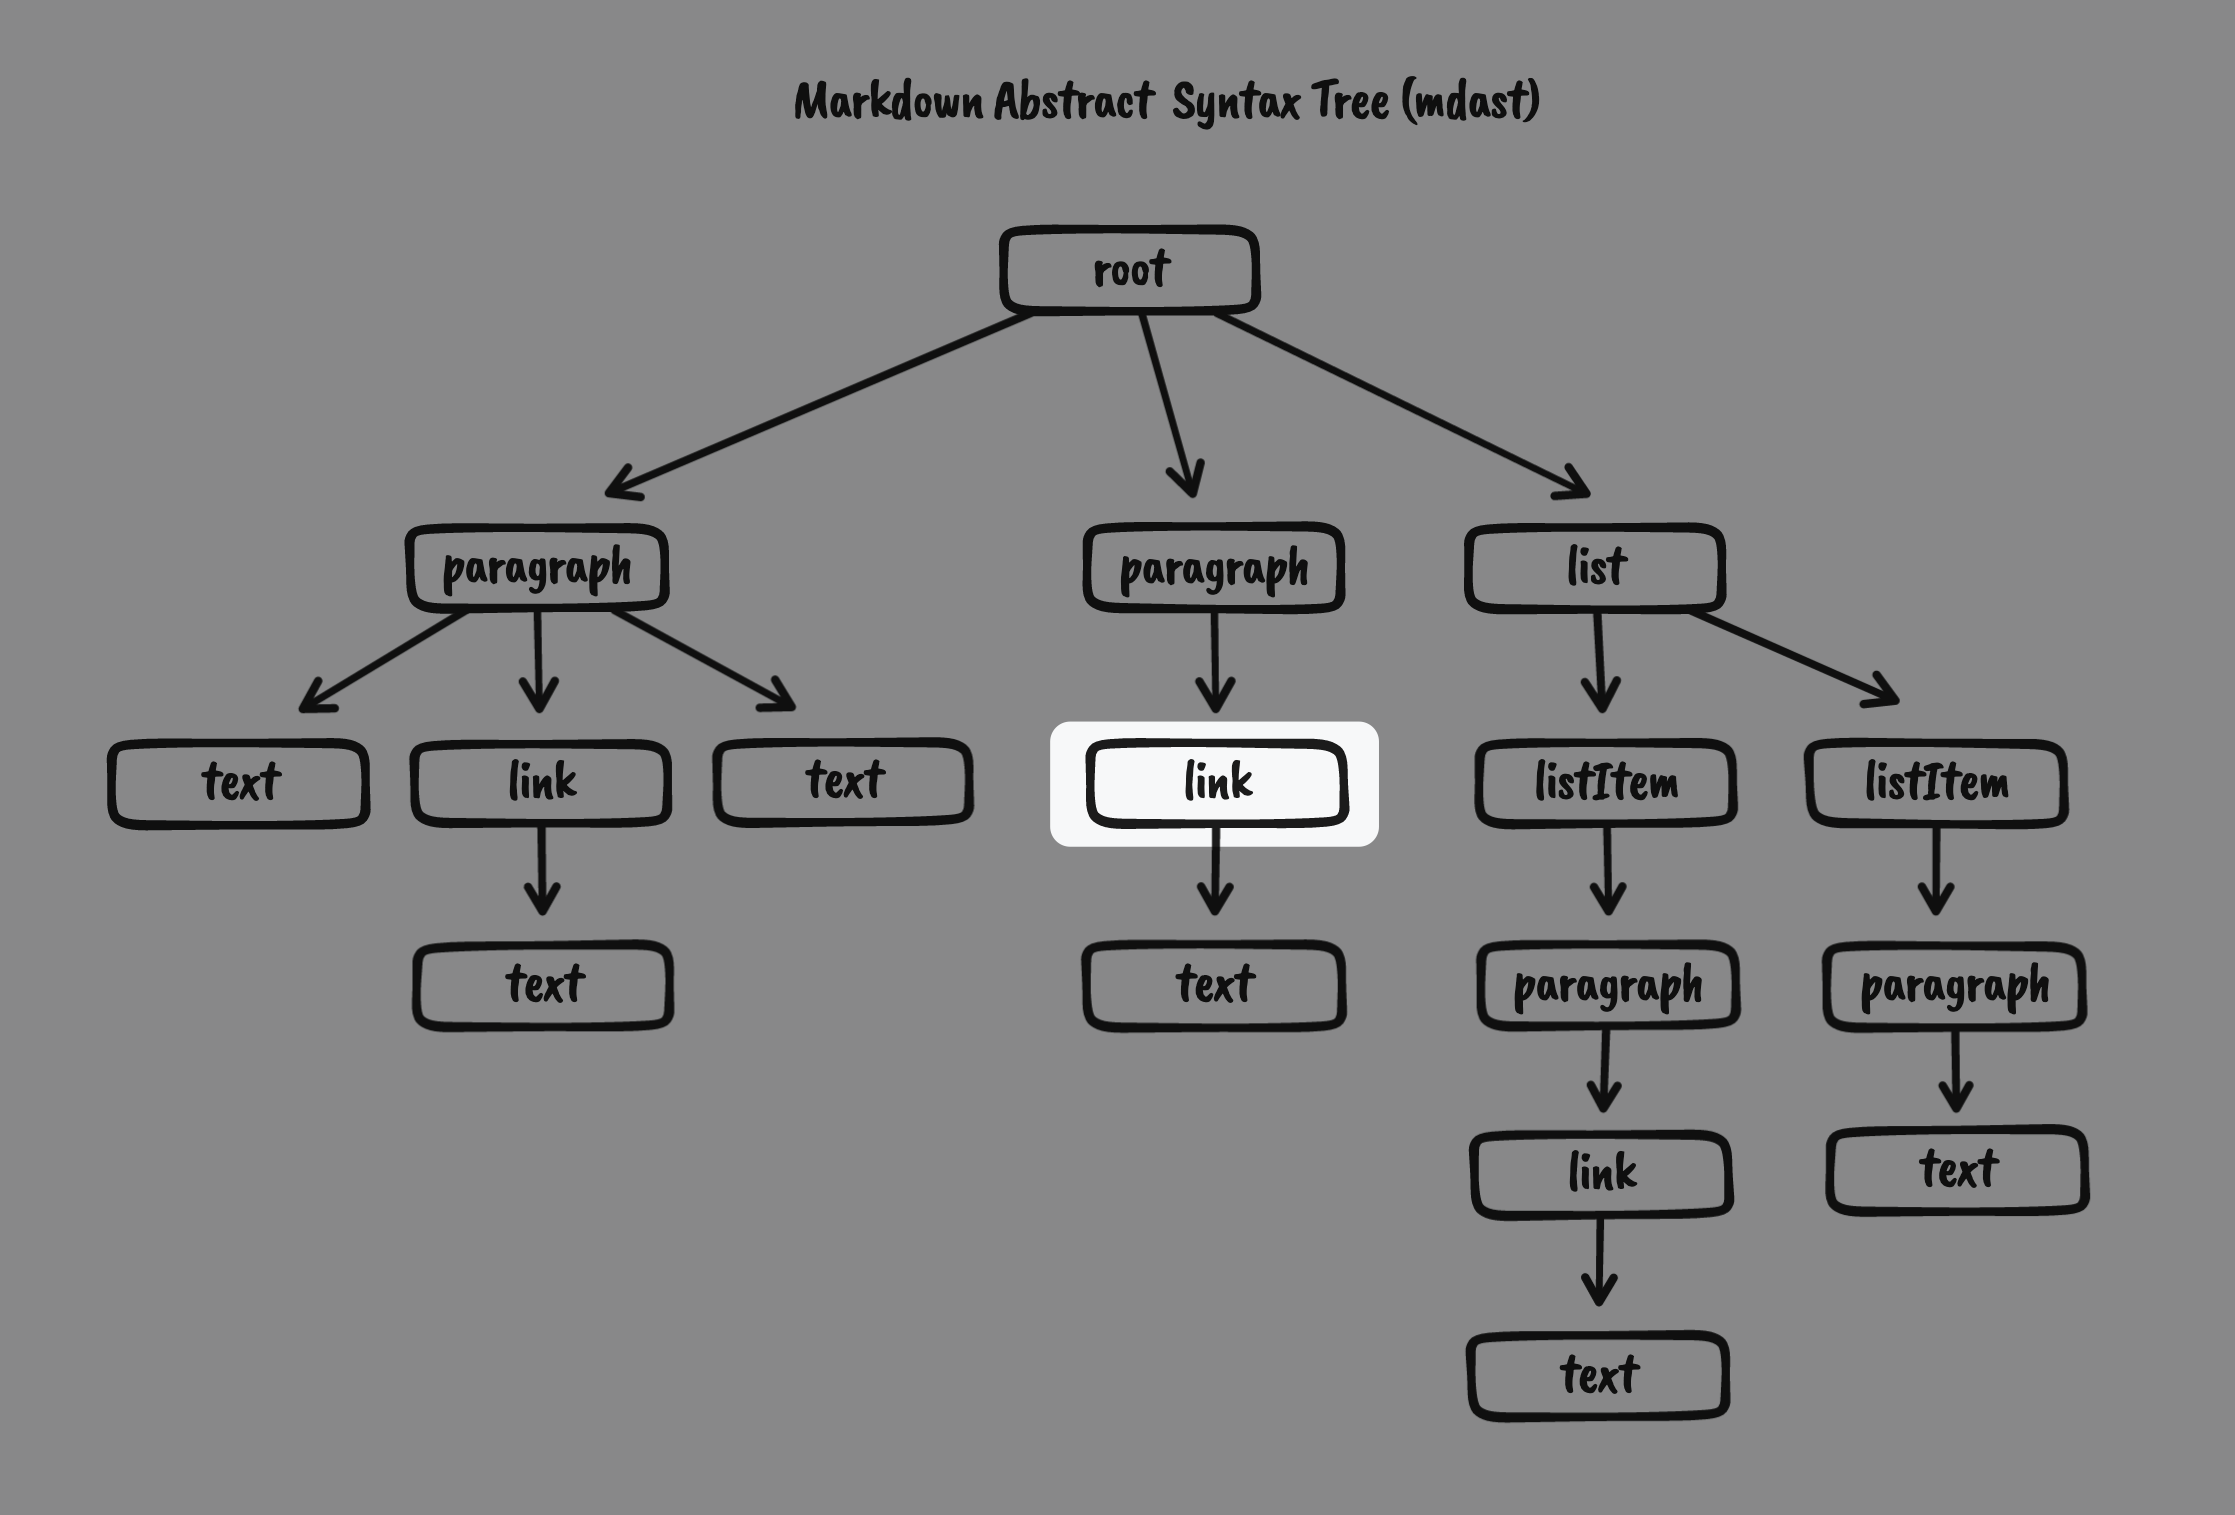 Markdown Abstract Syntax Tree (mdast)
root
paragraph
paragraph
list
text
link
text
link
listItem
listItem
text
text
paragraph
paragraph
link
text
text